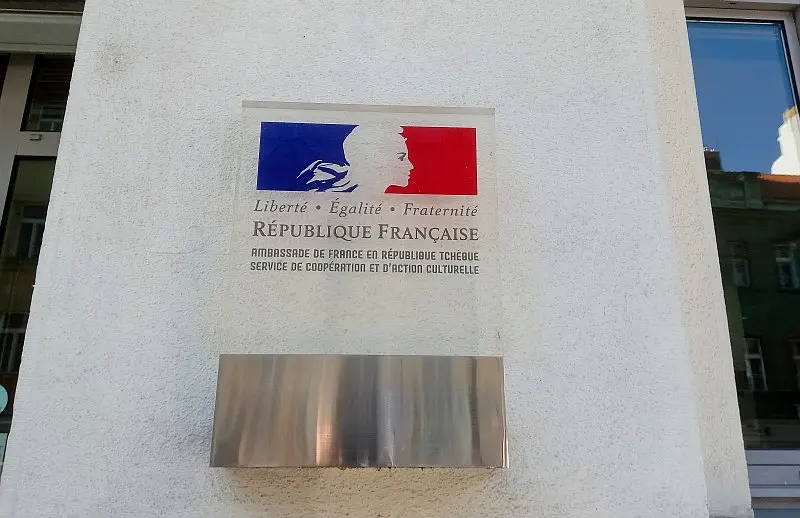 Liberté • Égalité • Fraternité
RÉPUBLIQUE FRANÇAISE
AMBASSADE DE FRANCE EN RÉPUBLIQUE TCHÈQUE
SERVICE DE COOPÉRATION ET D'ACTION CULTURELLE